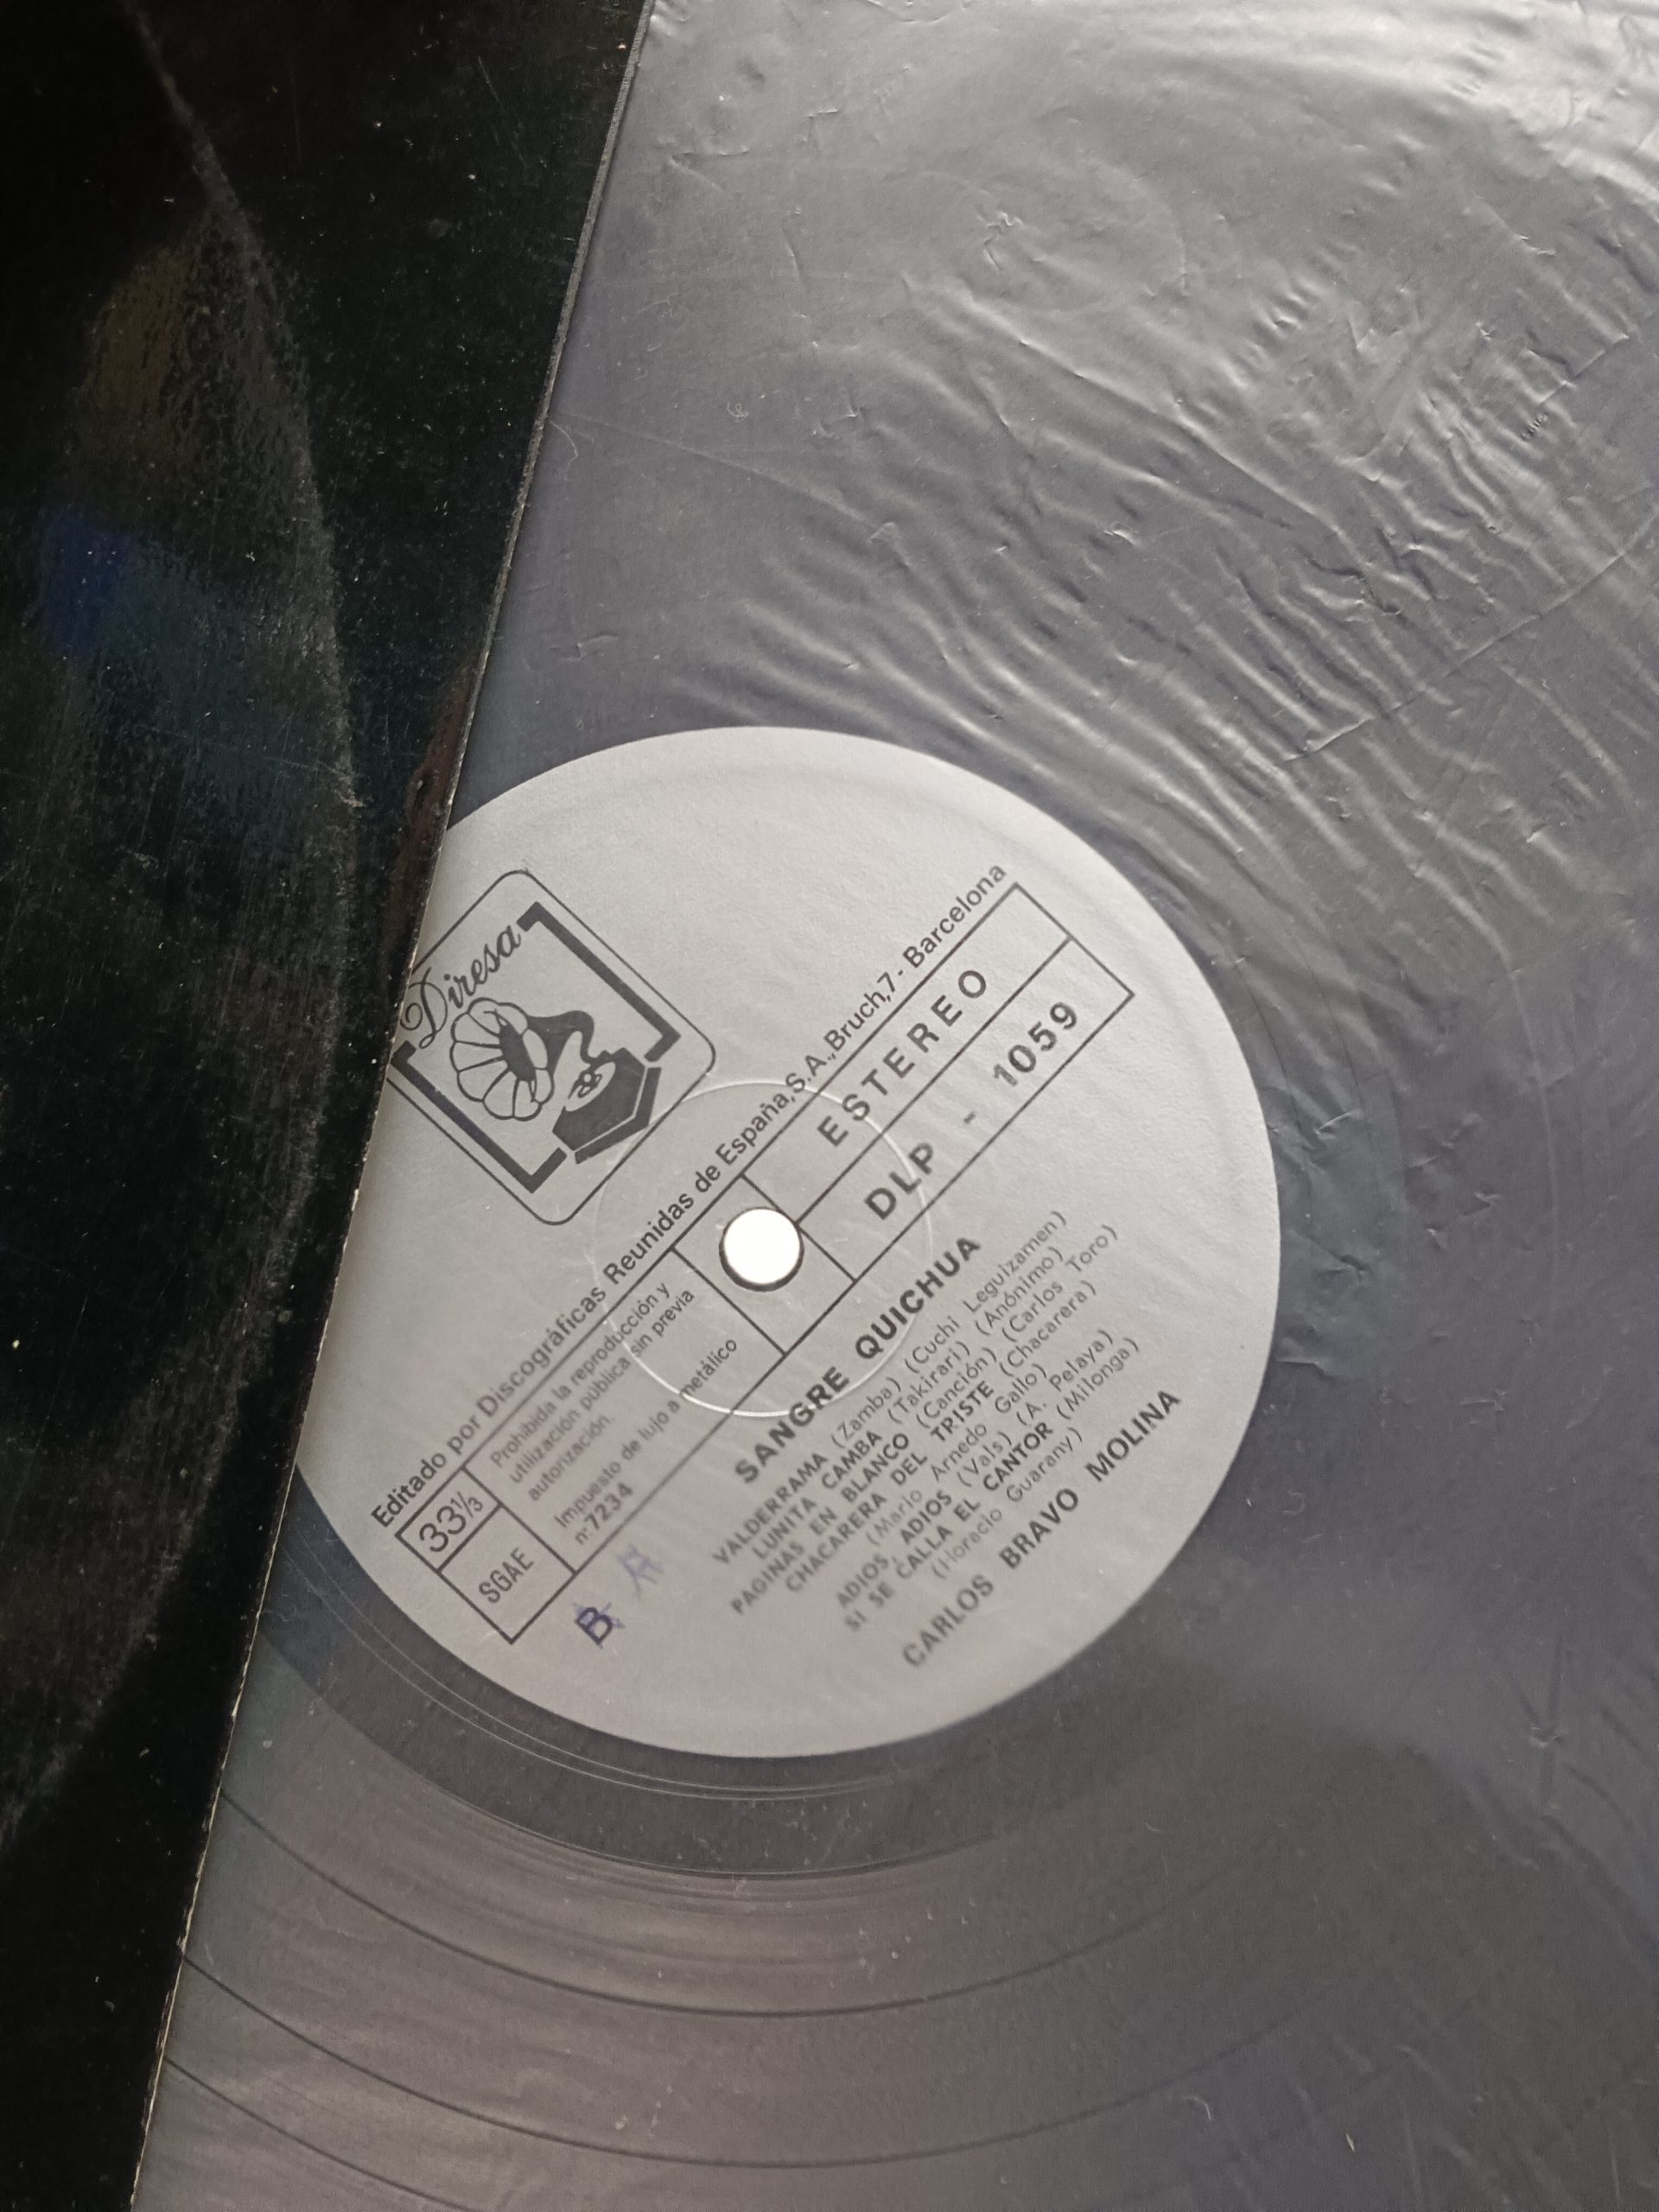 Diresa
Editado por Discográficas Reunidas de España, S.A., Bruch, 7 - Barcelona
33⅓
SGAE
Prohibida la reproducción y
utilización pública sin previa
autorización.
Impuesto de lujo a metálico
nº 7234
ESTEREO
DLP - 1059
B
SANGRE QUICHUA
VALDERRAMA (Zamba) (Cuchi Leguizamen)
LUNITA CAMBA (Takirari) (Anónimo)
PAGINAS EN BLANCO (Canción) (Carlos Toro)
CHACARERA DEL TRISTE (Chacarera)
(Mario Arnedo Gallo)
ADIOS, ADIOS (Vals) (A. Pelaya)
SI SE CALLA EL CANTOR (Milonga)
(Horacio Guarany)
CARLOS BRAVO MOLINA